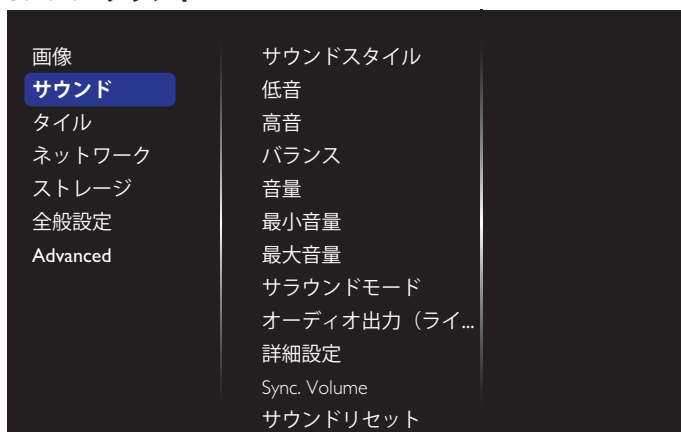 画像
サウンド
タイル
ネットワーク
ストレージ
全般設定
Advanced
サウンドスタイル
低音
高音
バランス
音量
最小音量
最大音量
サラウンドモード
オーディオ出力（ライ...
詳細設定
Sync. Volume
サウンドリセット